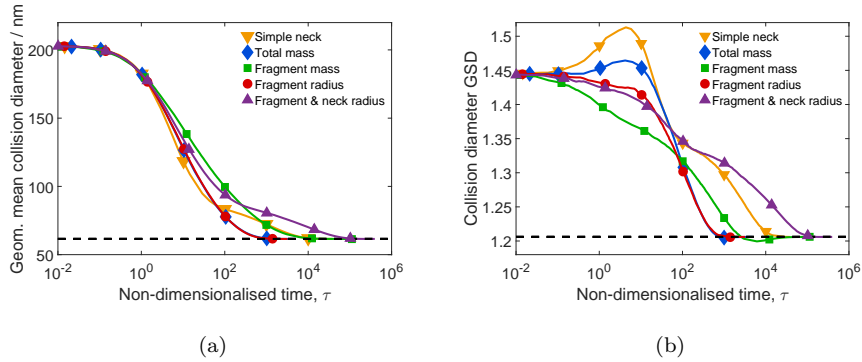 Geom. mean collision diameter / nm
200
150
100
50
10^-2
10^0
10^2
10^4
10^6
Non-dimensionalised time, τ
Simple neck
Total mass
Fragment mass
Fragment radius
Fragment & neck radius
(a)
Collision diameter GSD
1.5
1.45
1.4
1.35
1.3
1.25
1.2
10^-2
10^0
10^2
10^4
10^6
Non-dimensionalised time, τ
Simple neck
Total mass
Fragment mass
Fragment radius
Fragment & neck radius
(b)